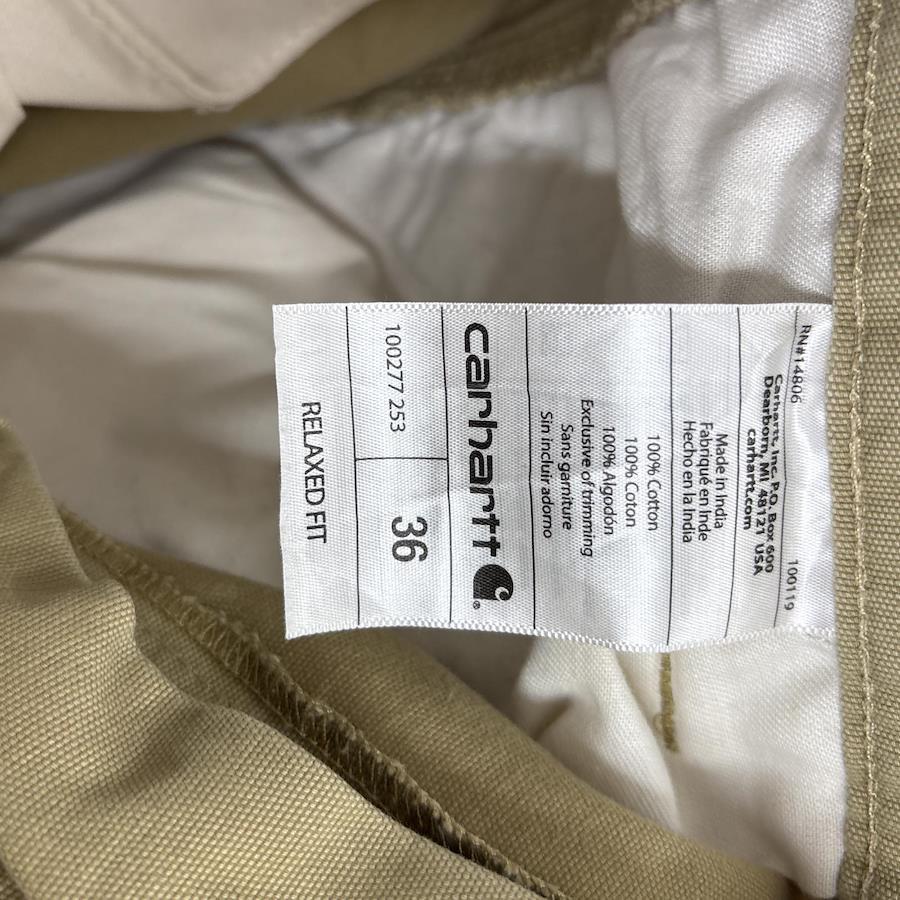 RN#14806 100119
Carhartt, Inc. P.O. Box 600
Dearborn, MI 48121 USA
carhartt.com
Made in India
Fabriqué en Inde
Hecho en la India
100% Cotton
100% Coton
100% Algodón
Exclusive of trimming
Sans garniture
Sin incluir adorno
carhartt®
100277 253 36
RELAXED FIT